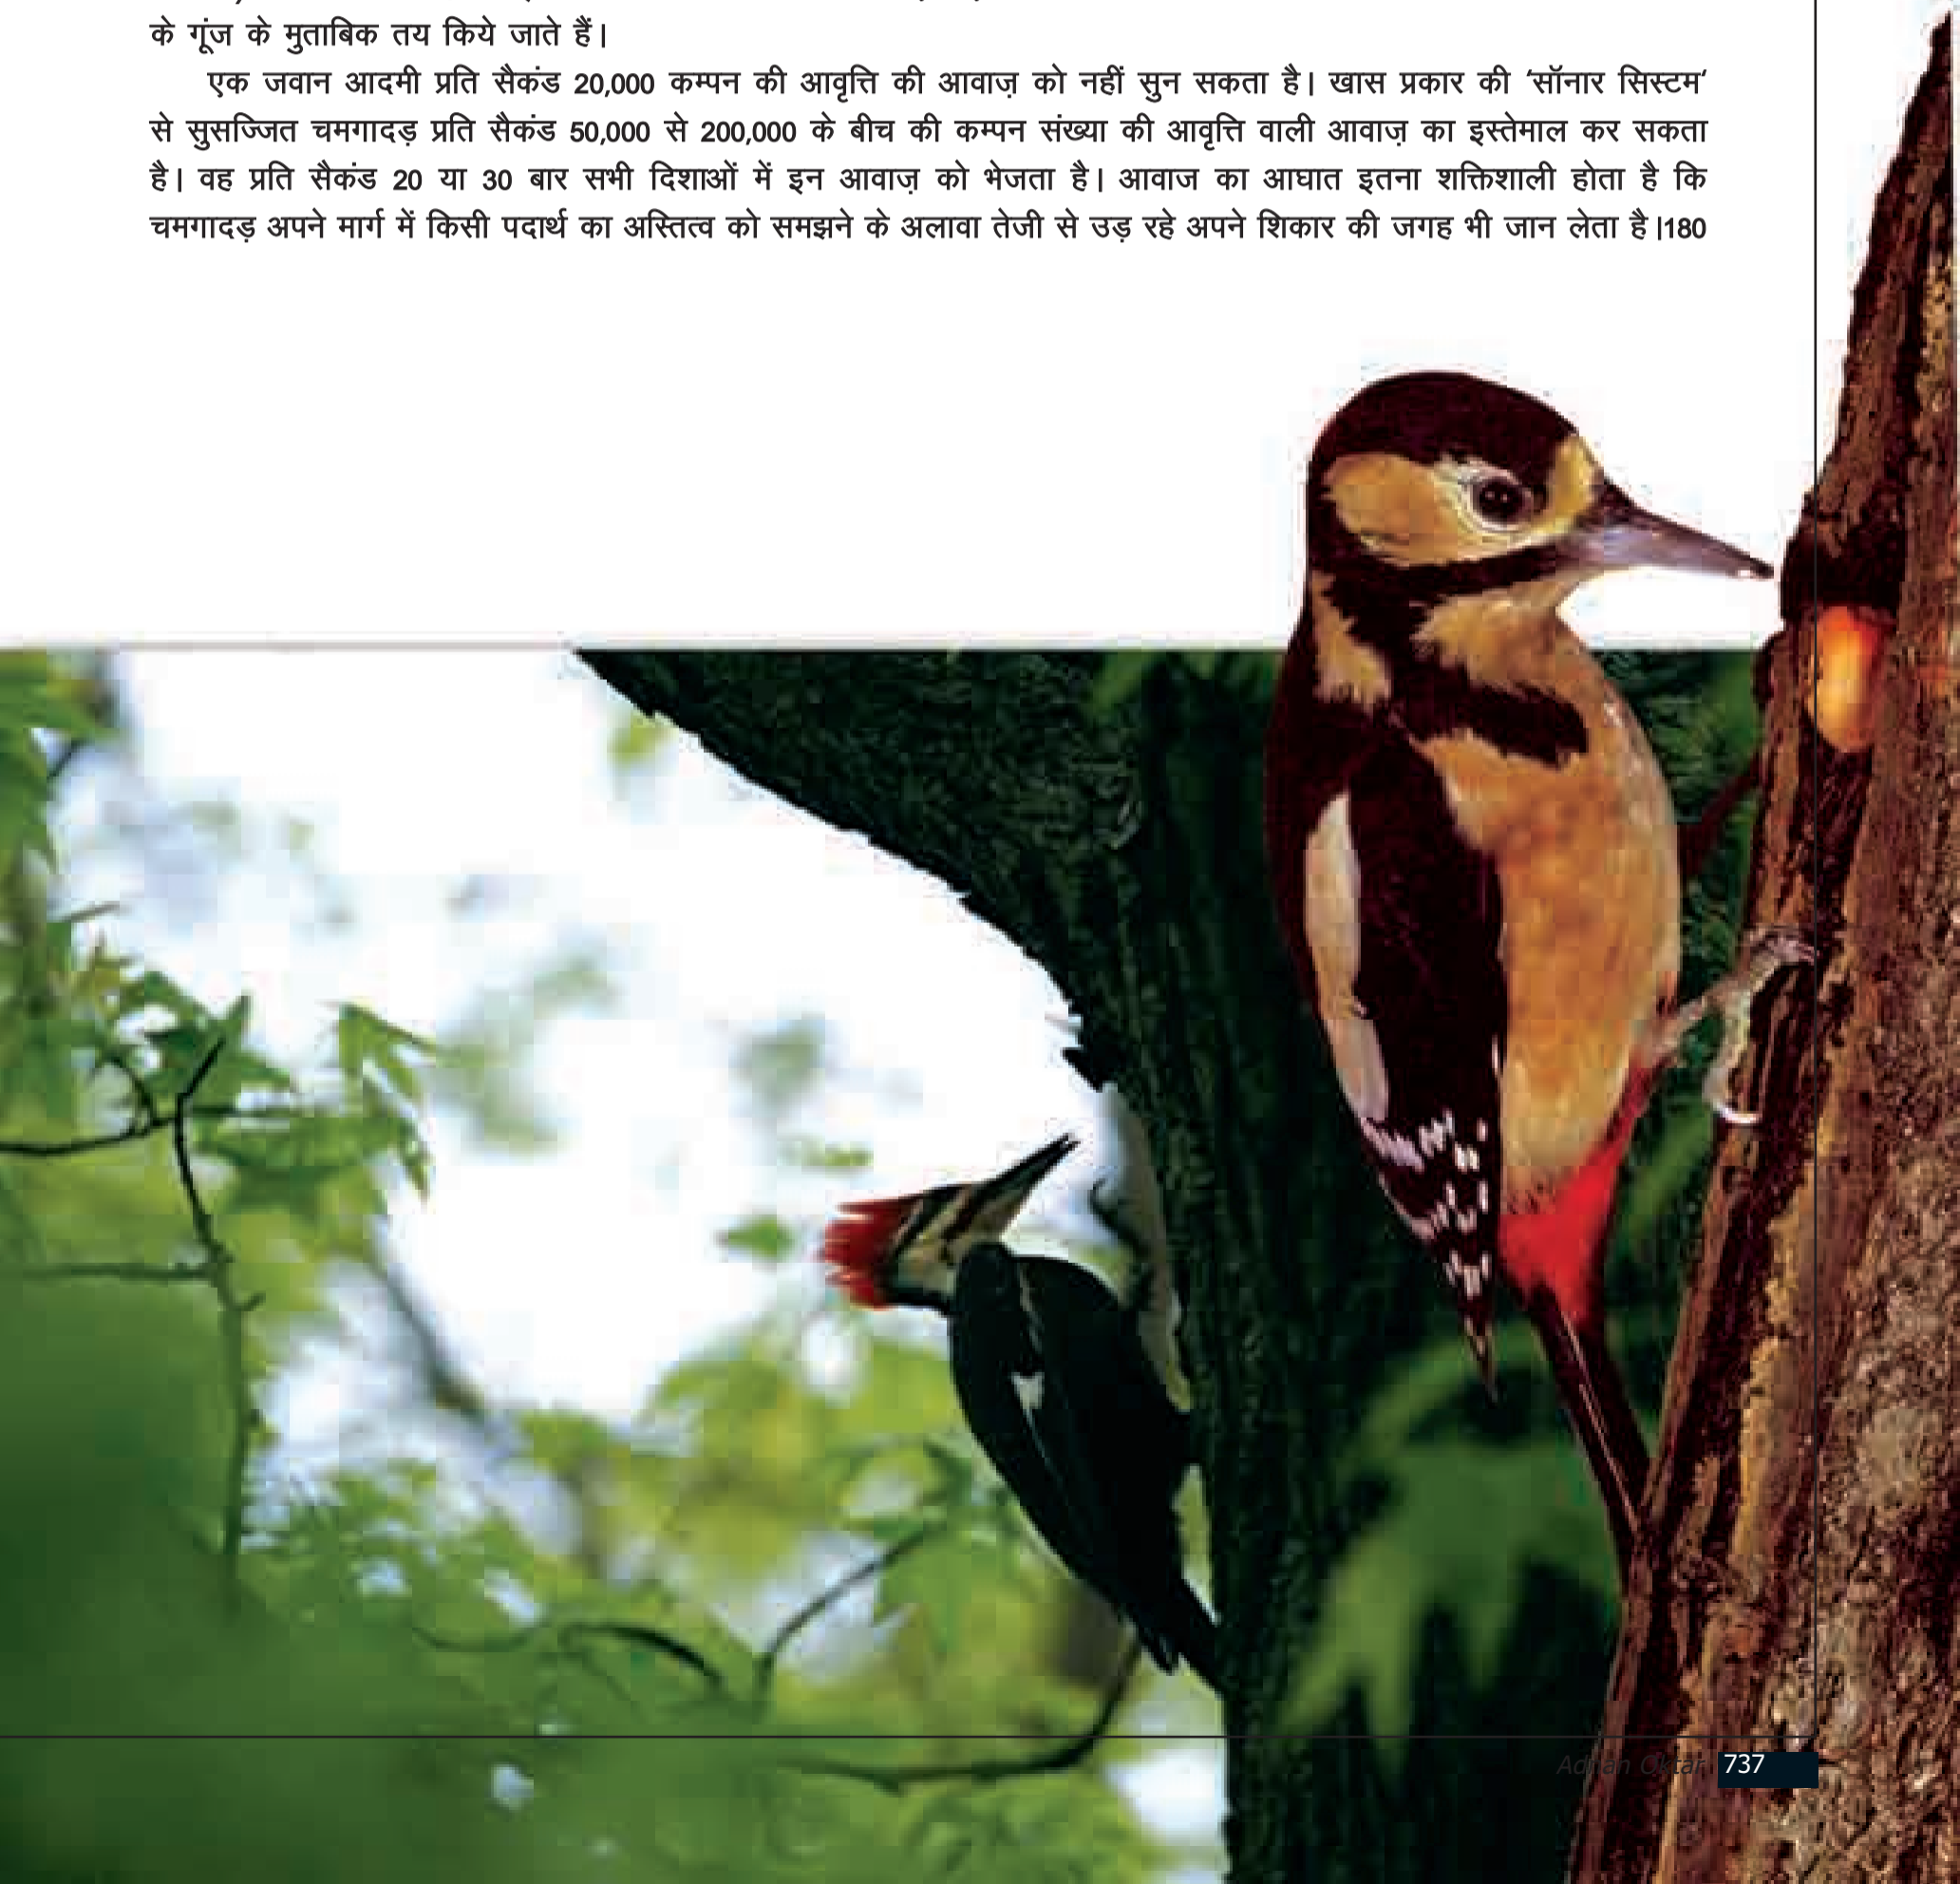 के गूंज के मुताबिक तय किये जाते हैं।
एक जवान आदमी प्रति सैकंड 20,000 कम्पन की आवृत्ति की आवाज़ को नहीं सुन सकता है। खास प्रकार की ‘सॉनार सिस्टम’
से सुसज्जित चमगादड़ प्रति सैकंड 50,000 से 200,000 के बीच की कम्पन संख्या की आवृत्ति वाली आवाज़ का इस्तेमाल कर सकता
है। वह प्रति सैकंड 20 या 30 बार सभी दिशाओं में इन आवाज़ को भेजता है। आवाज का आघात इतना शक्तिशाली होता है कि
चमगादड़ अपने मार्ग में किसी पदार्थ का अस्तित्व को समझने के अलावा तेजी से उड़ रहे अपने शिकार की जगह भी जान लेता है।180
Adnan Oktar 737